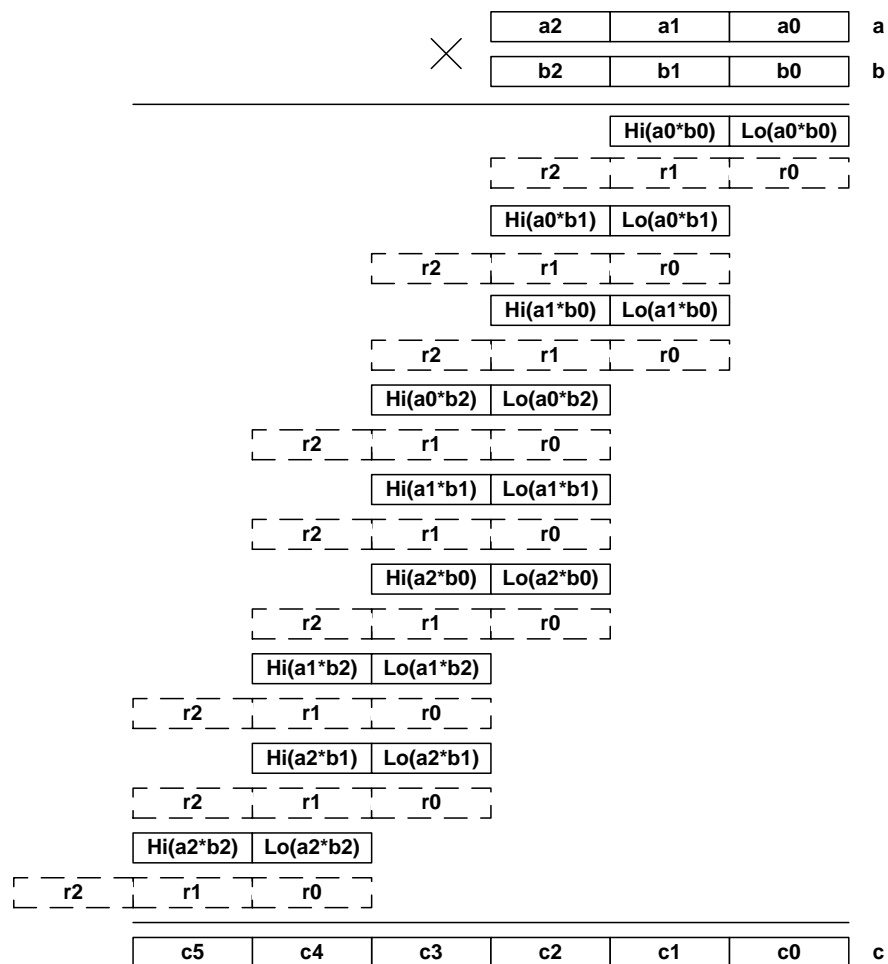 a2 a1 a0 a
b2 b1 b0 b
Hi(a0*b0) Lo(a0*b0)
r2 r1 r0
Hi(a0*b1) Lo(a0*b1)
r2 r1 r0
Hi(a1*b0) Lo(a1*b0)
r2 r1 r0
Hi(a0*b2) Lo(a0*b2)
r2 r1 r0
Hi(a1*b1) Lo(a1*b1)
r2 r1 r0
Hi(a2*b0) Lo(a2*b0)
r2 r1 r0
Hi(a1*b2) Lo(a1*b2)
r2 r1 r0
Hi(a2*b1) Lo(a2*b1)
r2 r1 r0
Hi(a2*b2) Lo(a2*b2)
r2 r1 r0
c5 c4 c3 c2 c1 c0 c